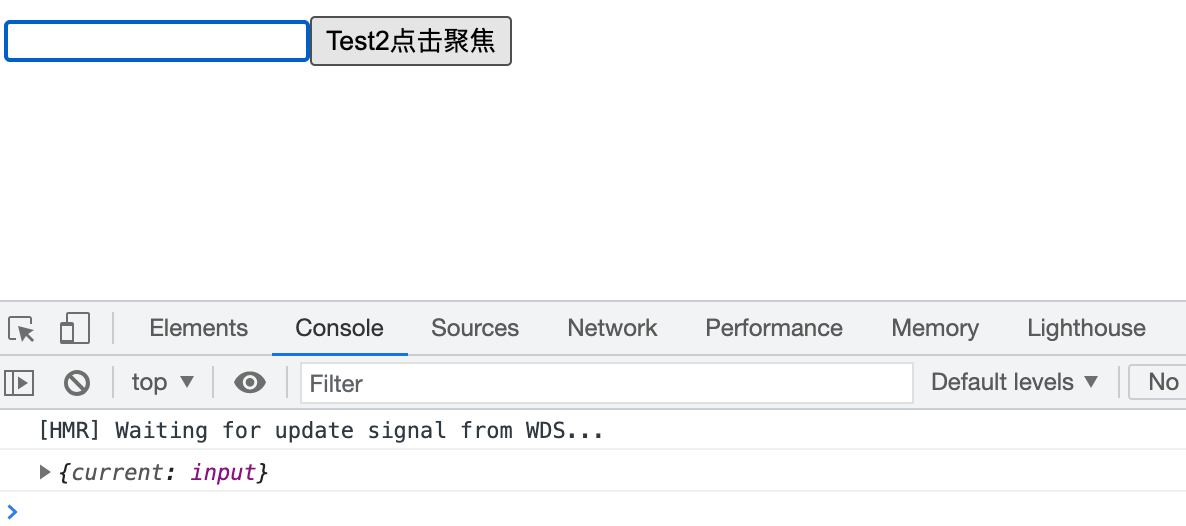 Test2点击聚焦
Elements Console Sources Network Performance Memory Lighthouse
top Filter Default levels No
[HMR] Waiting for update signal from WDS...
{current: input}